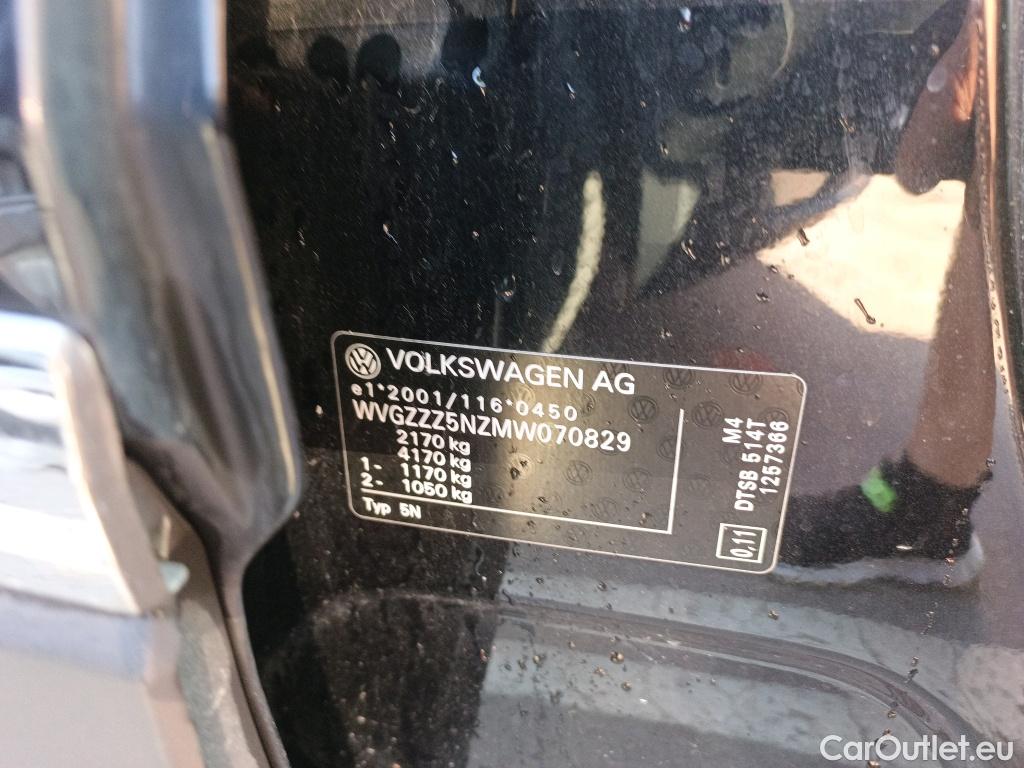 VOLKSWAGEN AG
e1*2001/116*0450
WVGZZZ5NZMW070829
2170 kg
4170 kg
1- 1170 kg
2- 1050 kg
Typ 5N
M4
DTSB 514T
1257366
0,11
CarOutlet.eu